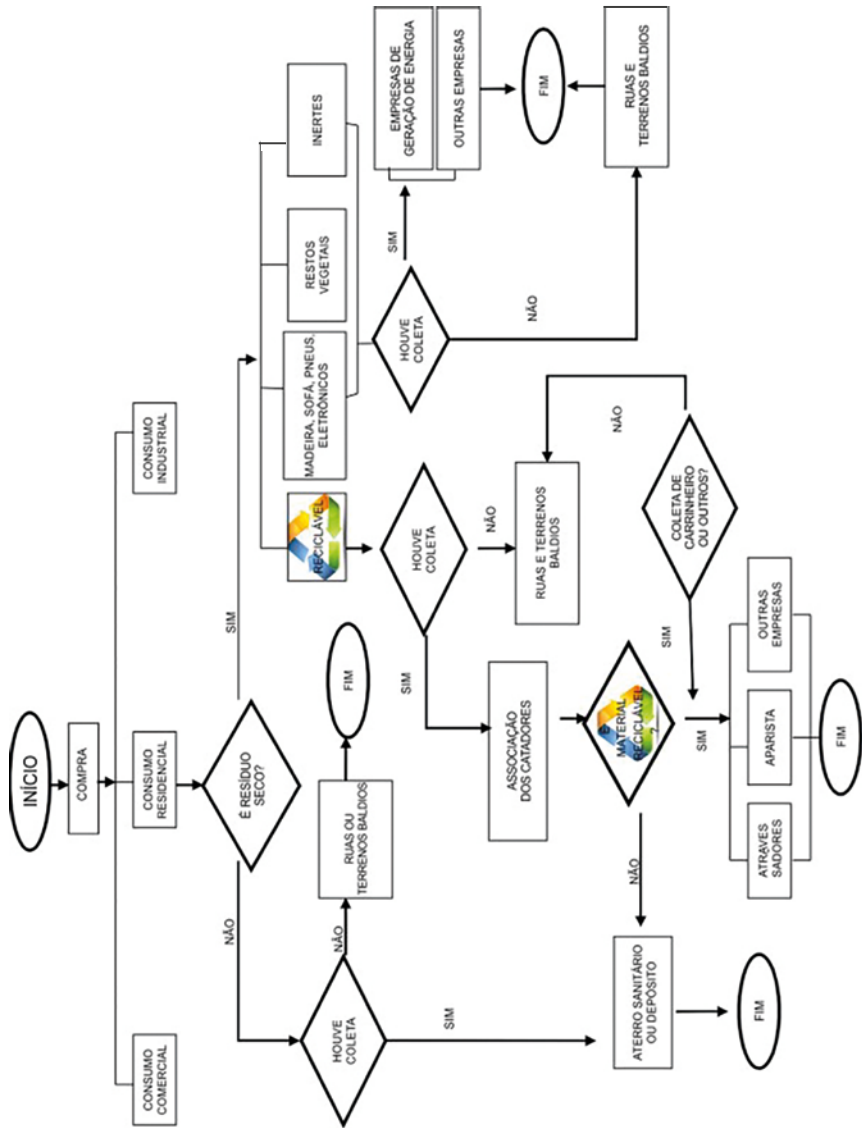 INÍCIO
COMPRA
CONSUMO
COMERCIAL
CONSUMO
RESIDENCIAL
CONSUMO
INDUSTRIAL
É RESÍDUO
SECO?
NÃO
SIM
HOUVE
COLETA
NÃO
RUAS OU
TERRENOS BALDIOS
FIM
SIM
RECICLÁVEL
MADEIRA, SOFÁ, PNEUS.
ELETRÔNICOS
RESTOS
VEGETAIS
INERTES
HOUVE
COLETA
SIM
NÃO
HOUVE
COLETA
SIM
EMPRESAS DE
GERAÇÃO DE ENERGIA
OUTRAS EMPRESAS
FIM
NÃO
RUAS E
TERRENOS BALDIOS
ASSOCIAÇÃO
DOS CATADORES
RUAS E TERRENOS
BALDIOS
NÃO
É
MATERIAL
RECICLÁVEL
?
COLETA DE
CARRINHEIRO
OU OUTROS?
NÃO
SIM
SIM
ATERRO SANITÁRIO
OU DEPÓSITO
FIM
ATRAVES
SADORES
APARISTA
OUTRAS
EMPRESAS
FIM